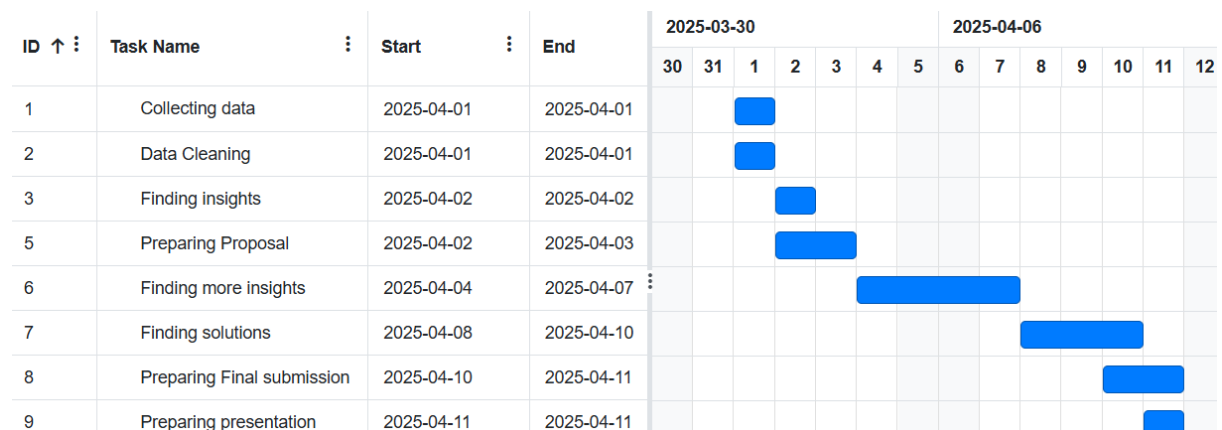 2025-03-30 2025-04-06
ID ↑ Task Name Start End
30 31 1 2 3 4 5 6 7 8 9 10 11 12
1 Collecting data 2025-04-01 2025-04-01
2 Data Cleaning 2025-04-01 2025-04-01
3 Finding insights 2025-04-02 2025-04-02
5 Preparing Proposal 2025-04-02 2025-04-03
6 Finding more insights 2025-04-04 2025-04-07
7 Finding solutions 2025-04-08 2025-04-10
8 Preparing Final submission 2025-04-10 2025-04-11
9 Preparing presentation 2025-04-11 2025-04-11